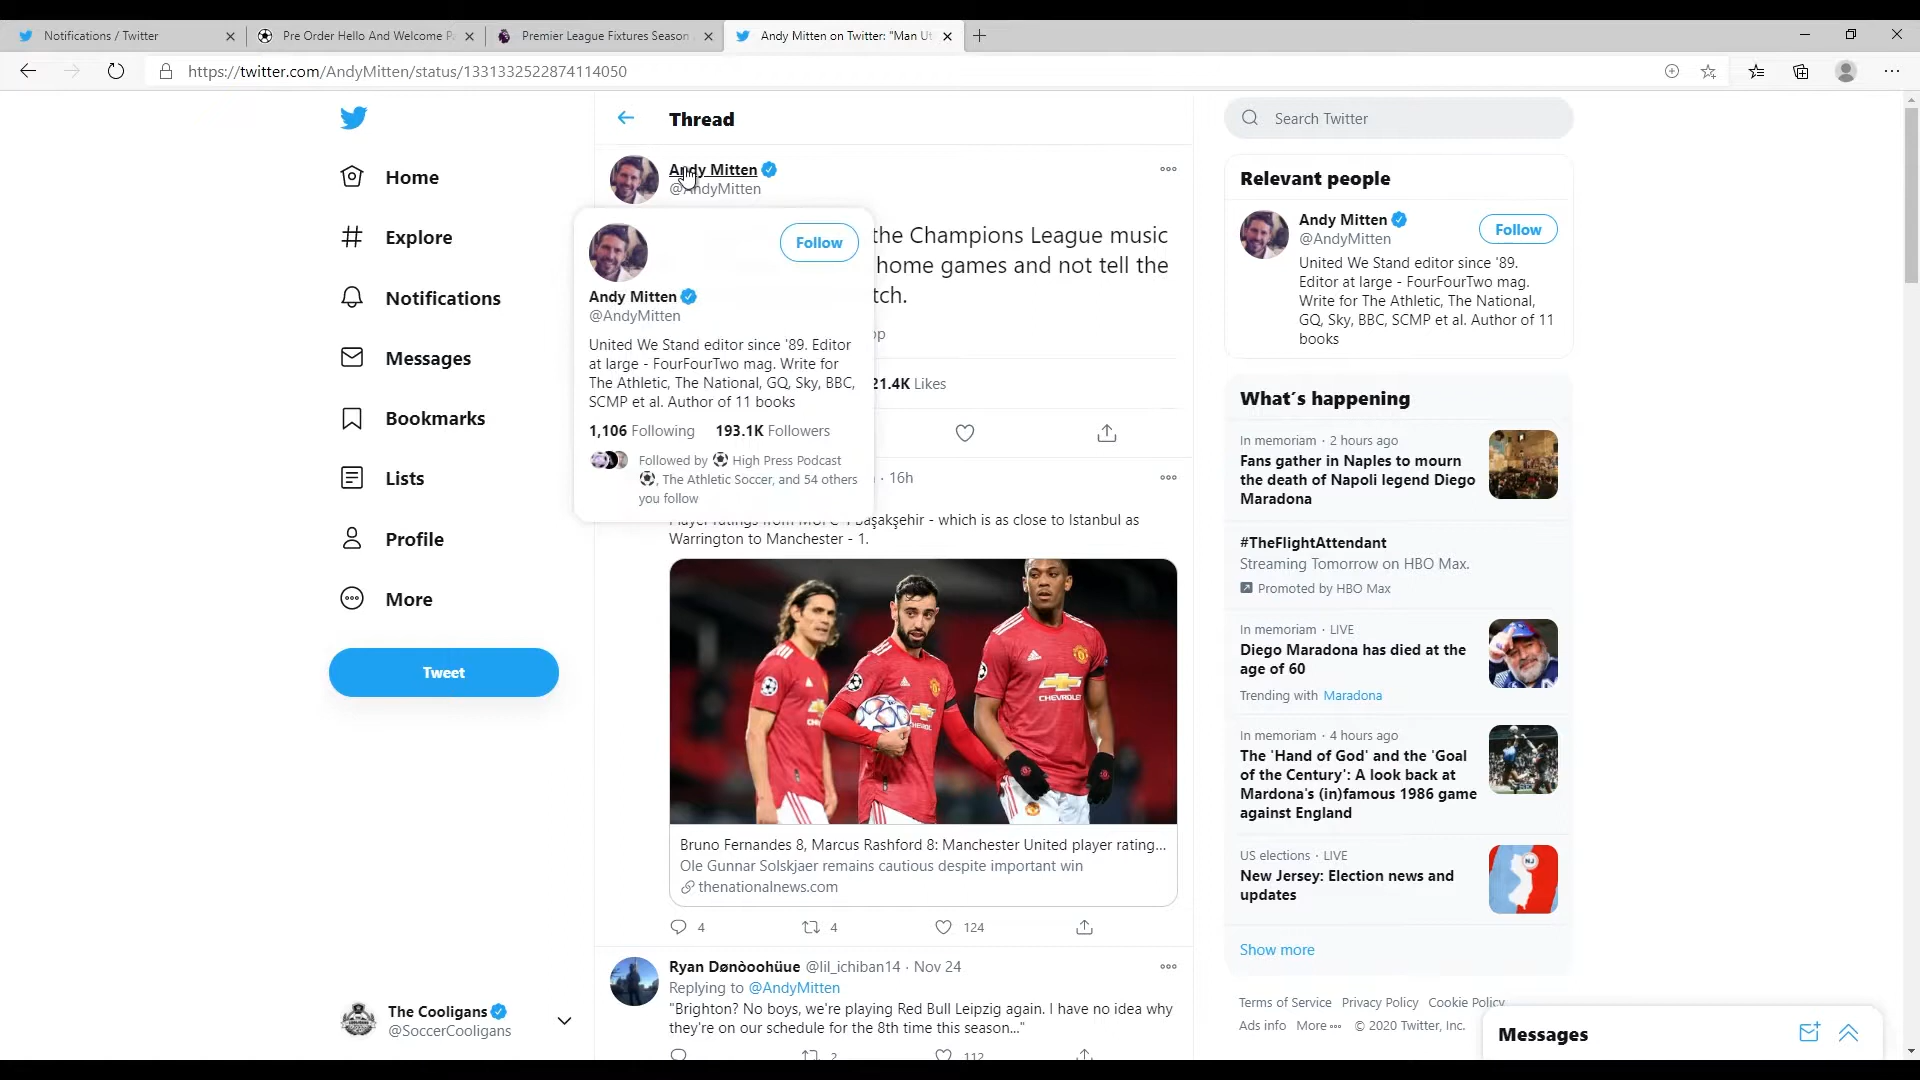 Notifications / Twitter
Pre Order Hello And Welcome P
Premier League Fixtures Season
Andy Mitten on Twitter: "Man Ut
https://twitter.com/AndyMitten/status/1331332522874114050
Home
Explore
Notifications
Messages
Bookmarks
Lists
Profile
More
Tweet
The Cooligans
@SoccerCooligans
Thread
Andy Mitten
@AndyMitten
the Champions League music
home games and not tell the
tch.
pp
21.4K Likes
Follow
Andy Mitten
@AndyMitten
United We Stand editor since '89. Editor
at large - FourFourTwo mag. Write for
The Athletic, The National, GQ, Sky, BBC,
SCMP et al. Author of 11 books
1,106 Following 193.1K Followers
Followed by ⚽ High Press Podcast
⚽, The Athletic Soccer, and 54 others
you follow
· 16h
Player ratings from MUFC 4 Başakşehir - which is as close to Istanbul as
Warrington to Manchester - 1.
CHEVROLET
Bruno Fernandes 8, Marcus Rashford 8: Manchester United player rating...
Ole Gunnar Solskjaer remains cautious despite important win
thenationalnews.com
4 4 124
Ryan Dønòoohüue @lil_ichiban14 · Nov 24
Replying to @AndyMitten
"Brighton? No boys, we're playing Red Bull Leipzig again. I have no idea why
they're on our schedule for the 8th time this season..."
2 112
Search Twitter
Relevant people
Andy Mitten
@AndyMitten
Follow
United We Stand editor since '89.
Editor at large - FourFourTwo mag.
Write for The Athletic, The National,
GQ, Sky, BBC, SCMP et al. Author of 11
books
What's happening
In memoriam · 2 hours ago
Fans gather in Naples to mourn
the death of Napoli legend Diego
Maradona
#TheFlightAttendant
Streaming Tomorrow on HBO Max.
Promoted by HBO Max
In memoriam · LIVE
Diego Maradona has died at the
age of 60
Trending with Maradona
In memoriam · 4 hours ago
The 'Hand of God' and the 'Goal
of the Century': A look back at
Mardona's (in)famous 1986 game
against England
US elections · LIVE
New Jersey: Election news and
updates
NJ
Show more
Terms of Service Privacy Policy Cookie Policy
Ads info More ··· © 2020 Twitter, Inc.
Messages